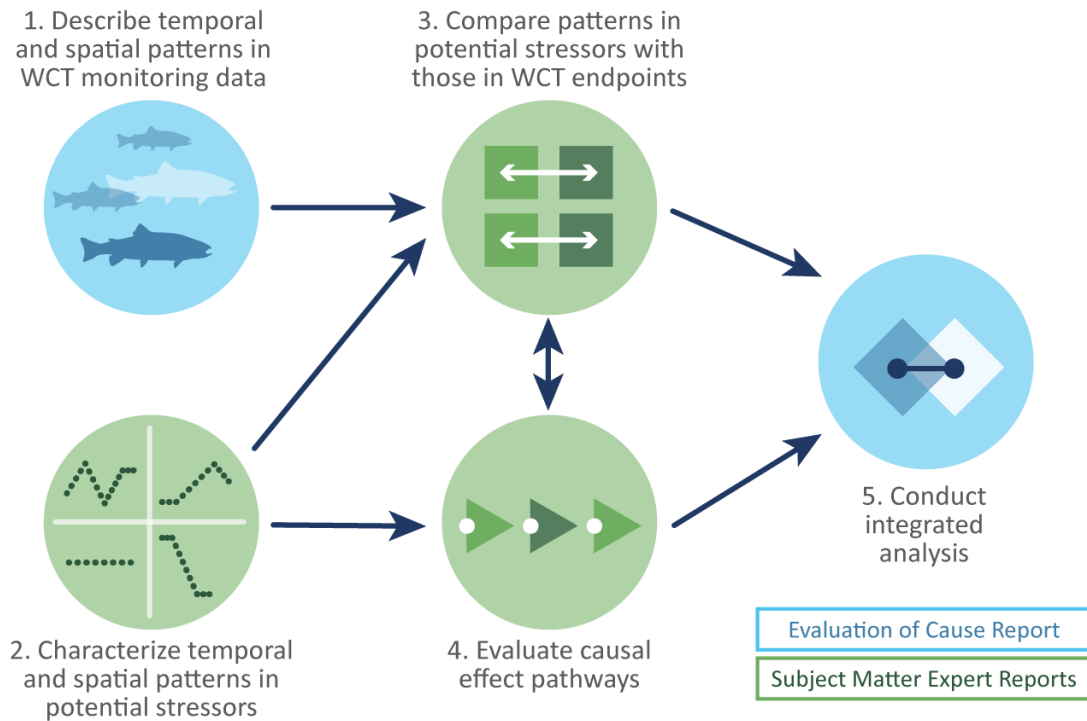 1. Describe temporal
and spatial patterns in
WCT monitoring data
3. Compare patterns in
potential stressors with
those in WCT endpoints
2. Characterize temporal
and spatial patterns in
potential stressors
4. Evaluate causal
effect pathways
5. Conduct
integrated
analysis
Evaluation of Cause Report
Subject Matter Expert Reports